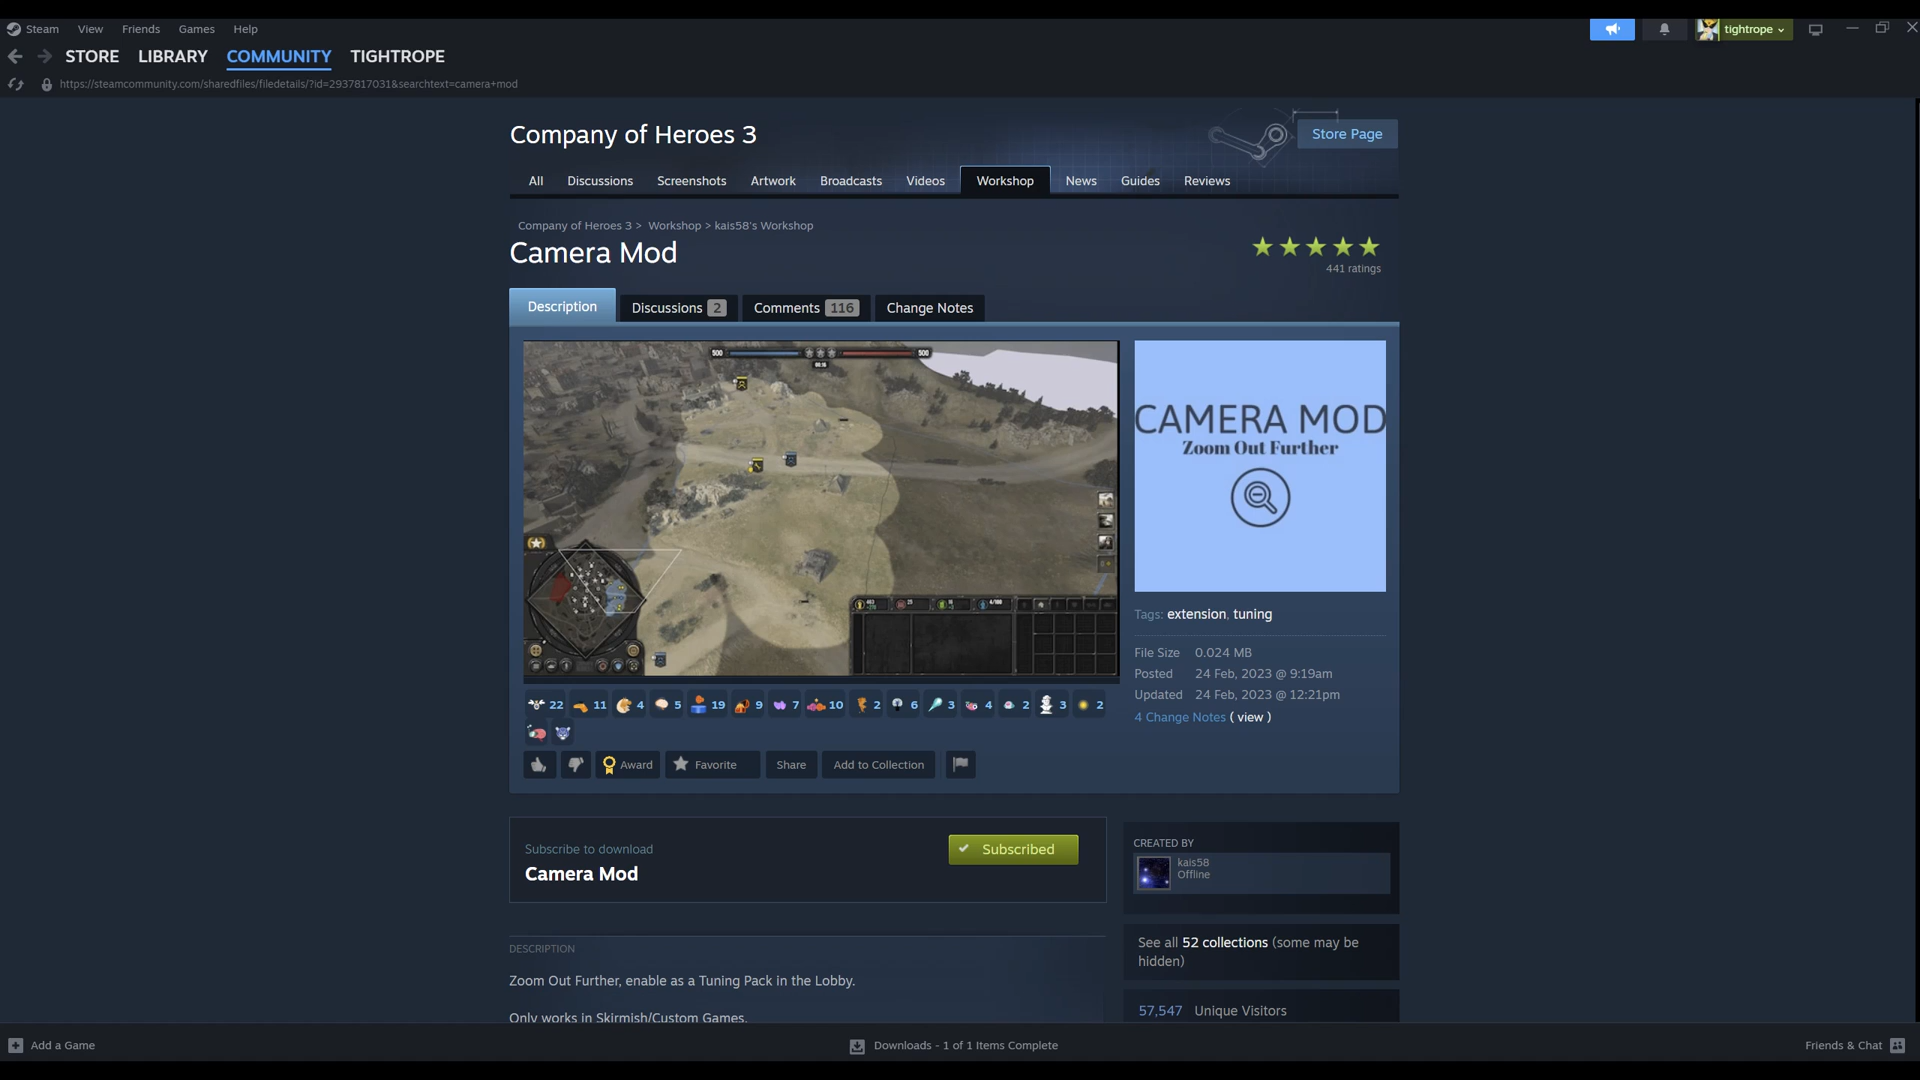 Steam View Friends Games Help
tightrope
STORE LIBRARY COMMUNITY TIGHTROPE
https://steamcommunity.com/sharedfiles/filedetails/?id=2937817031&searchtext=camera+mod
Company of Heroes 3
Store Page
All Discussions Screenshots Artwork Broadcasts Videos Workshop News Guides Reviews
Company of Heroes 3 > Workshop > kais58's Workshop
Camera Mod
441 ratings
Description Discussions 2 Comments 116 Change Notes
500 500
CAMERA MOD
Zoom Out Further
Tags: extension, tuning
File Size 0.024 MB
Posted 24 Feb, 2023 @ 9:19am
Updated 24 Feb, 2023 @ 12:21pm
4 Change Notes ( view )
22 11 4 5 19 9 7 10 2 6 3 4 2 3 2
Award Favorite Share Add to Collection
Subscribe to download
Camera Mod
Subscribed
CREATED BY
kais58
Offline
See all 52 collections (some may be
hidden)
57,547 Unique Visitors
DESCRIPTION
Zoom Out Further, enable as a Tuning Pack in the Lobby.
Only works in Skirmish/Custom Games.
Add a Game
Downloads - 1 of 1 Items Complete
Friends & Chat